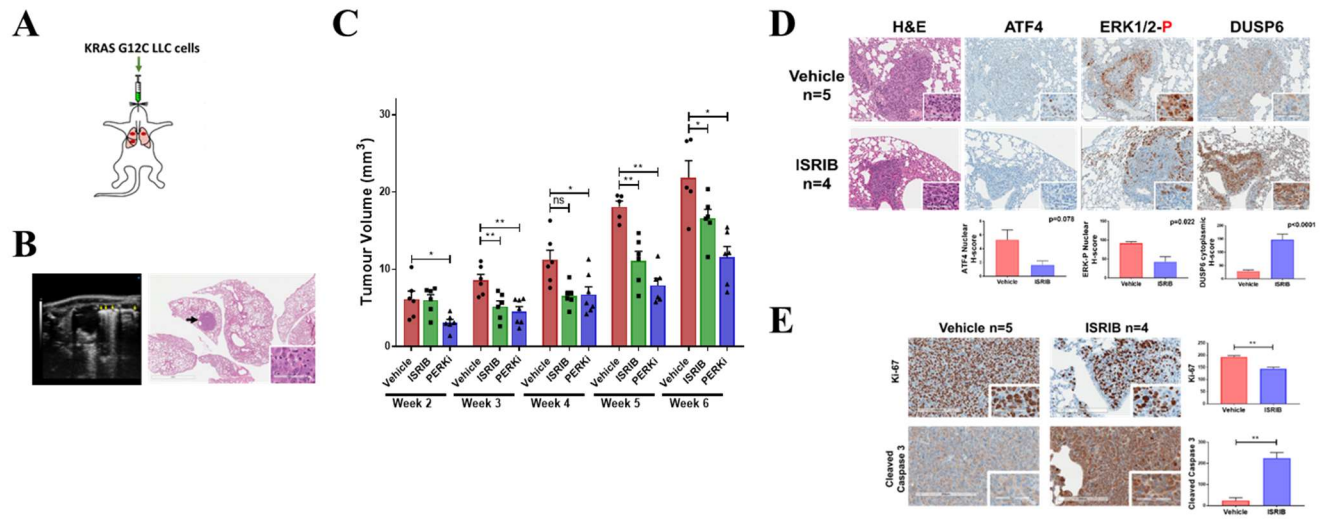 A
KRAS G12C LLC cells
B
C
Tumour Volume (mm³)
30
20
10
0
* ** ** ns * ** ** * *
Vehicle ISRIB PERKi Vehicle ISRIB PERKi Vehicle ISRIB PERKi Vehicle ISRIB PERKi Vehicle ISRIB PERKi
Week 2 Week 3 Week 4 Week 5 Week 6
D
H&E ATF4 ERK1/2-P DUSP6
Vehicle
n=5
ISRIB
n=4
ATF4 Nuclear
H-score
p=0.078
Vehicle ISRIB
ERK-P Nuclear
H-score
p=0.022
Vehicle ISRIB
DUSP6 cytoplasmic
H-score
p<0.0001
Vehicle ISRIB
E
Vehicle n=5 ISRIB n=4
Ki-67
Ki-67
**
Vehicle ISRIB
Cleaved
Caspase 3
Cleaved Caspase 3
**
Vehicle ISRIB